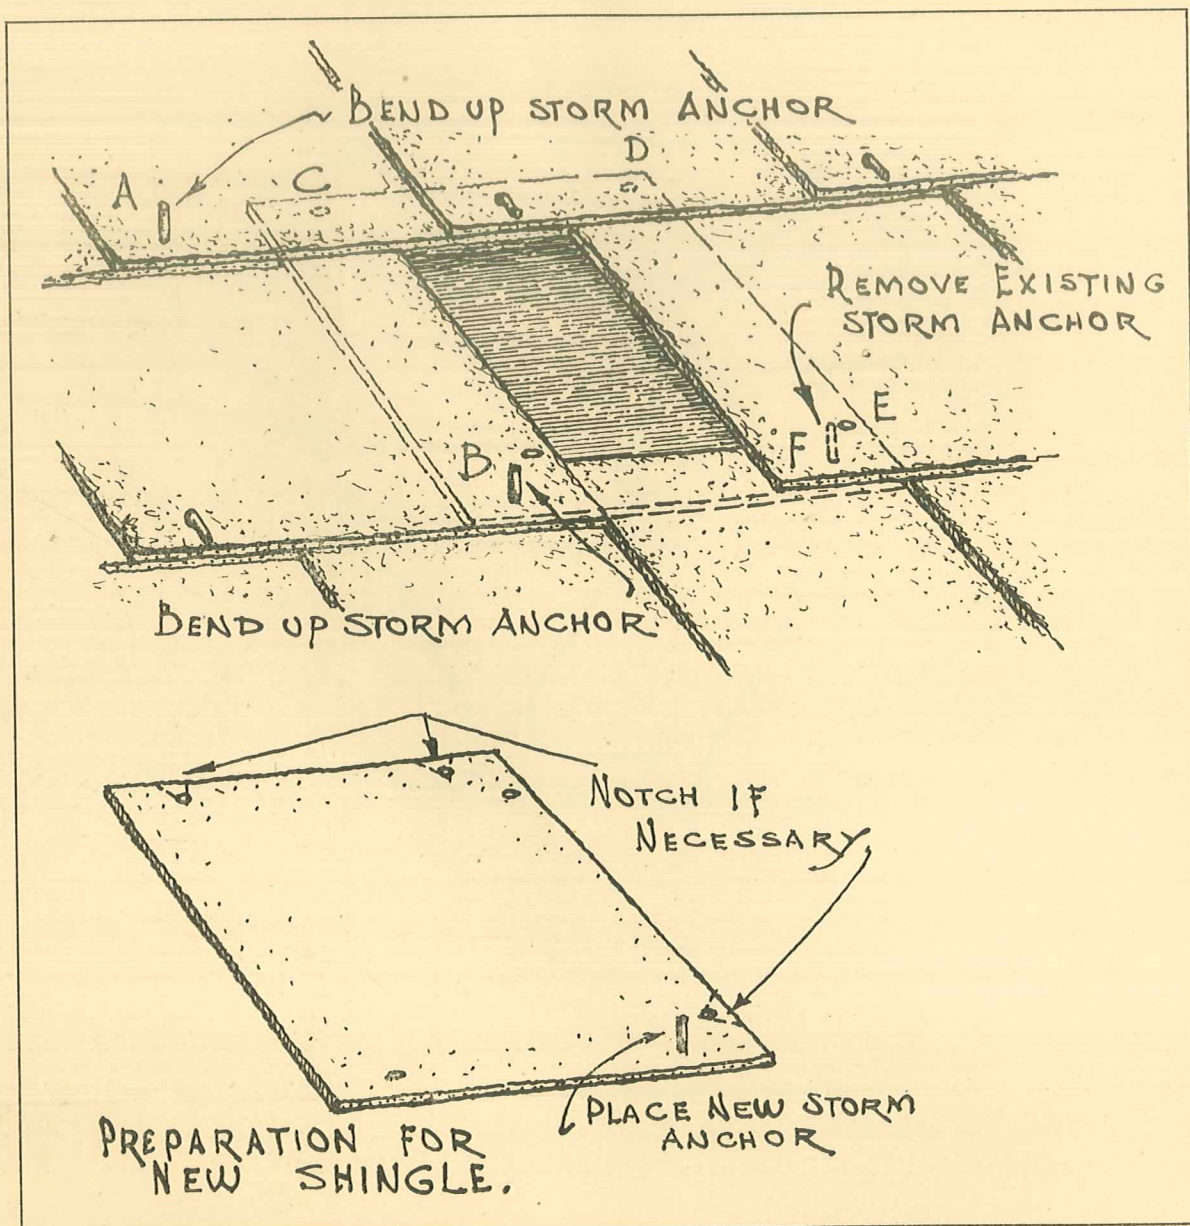 BEND UP STORM ANCHOR
D
A
C
REMOVE EXISTING
STORM ANCHOR
E
F
B
BEND UP STORM ANCHOR
NOTCH IF
NECESSARY
PLACE NEW STORM
ANCHOR
PREPARATION FOR
NEW SHINGLE.